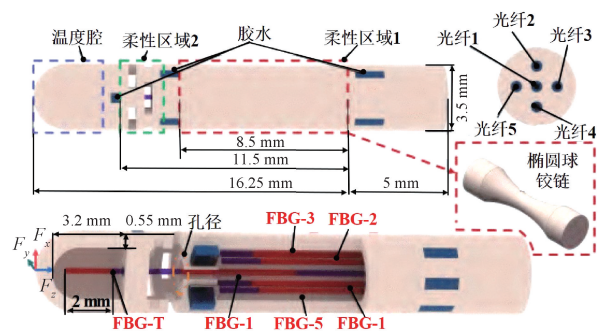 温度腔
柔性区域2
胶水
柔性区域1
光纤2
光纤1
光纤3
光纤5
光纤4
3.5 mm
8.5 mm
11.5 mm
16.25 mm
5 mm
椭圆球
铰链
3.2 mm
0.55 mm
孔径
FBG-3
FBG-2
Fx
Fy
Fz
2 mm
FBG-T
FBG-1
FBG-5
FBG-1